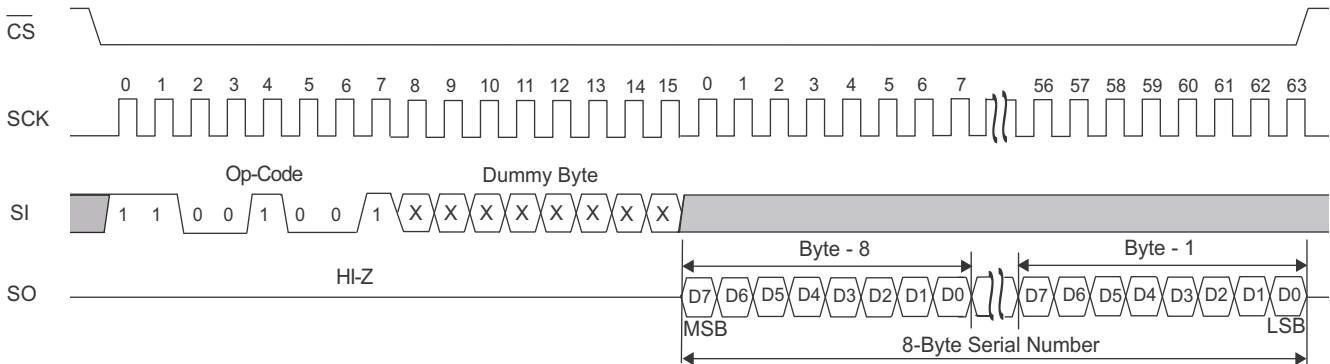 CS
0 1 2 3 4 5 6 7 8 9 10 11 12 13 14 15 0 1 2 3 4 5 6 7 56 57 58 59 60 61 62 63
SCK
Op-Code Dummy Byte
SI 1 1 0 0 1 0 0 1 X X X X X X X X
Byte - 8 Byte - 1
HI-Z
SO D7 D6 D5 D4 D3 D2 D1 D0 D7 D6 D5 D4 D3 D2 D1 D0
MSB LSB
8-Byte Serial Number